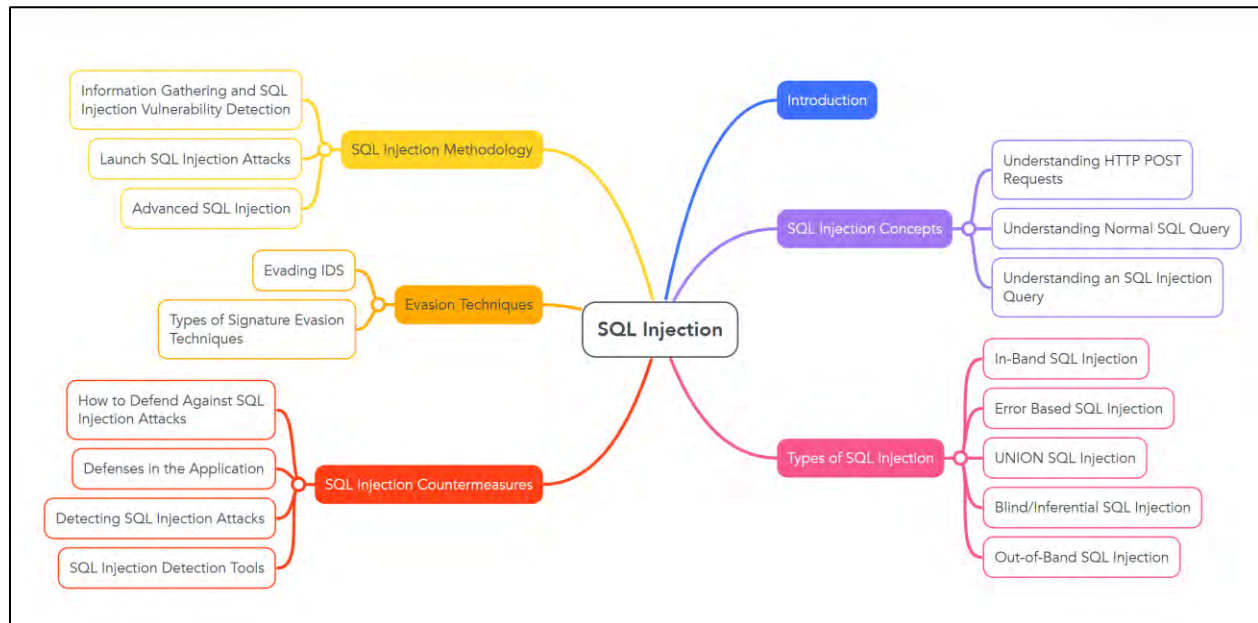 SQL Injection
Introduction
SQL Injection Concepts
Understanding HTTP POST
Requests
Understanding Normal SQL Query
Understanding an SQL Injection
Query
Types of SQL Injection
In-Band SQL Injection
Error Based SQL Injection
UNION SQL Injection
Blind/Inferential SQL Injection
Out-of-Band SQL Injection
SQL Injection Methodology
Information Gathering and SQL
Injection Vulnerability Detection
Launch SQL Injection Attacks
Advanced SQL Injection
Evasion Techniques
Evading IDS
Types of Signature Evasion
Techniques
SQL Injection Countermeasures
How to Defend Against SQL
Injection Attacks
Defenses in the Application
Detecting SQL Injection Attacks
SQL Injection Detection Tools